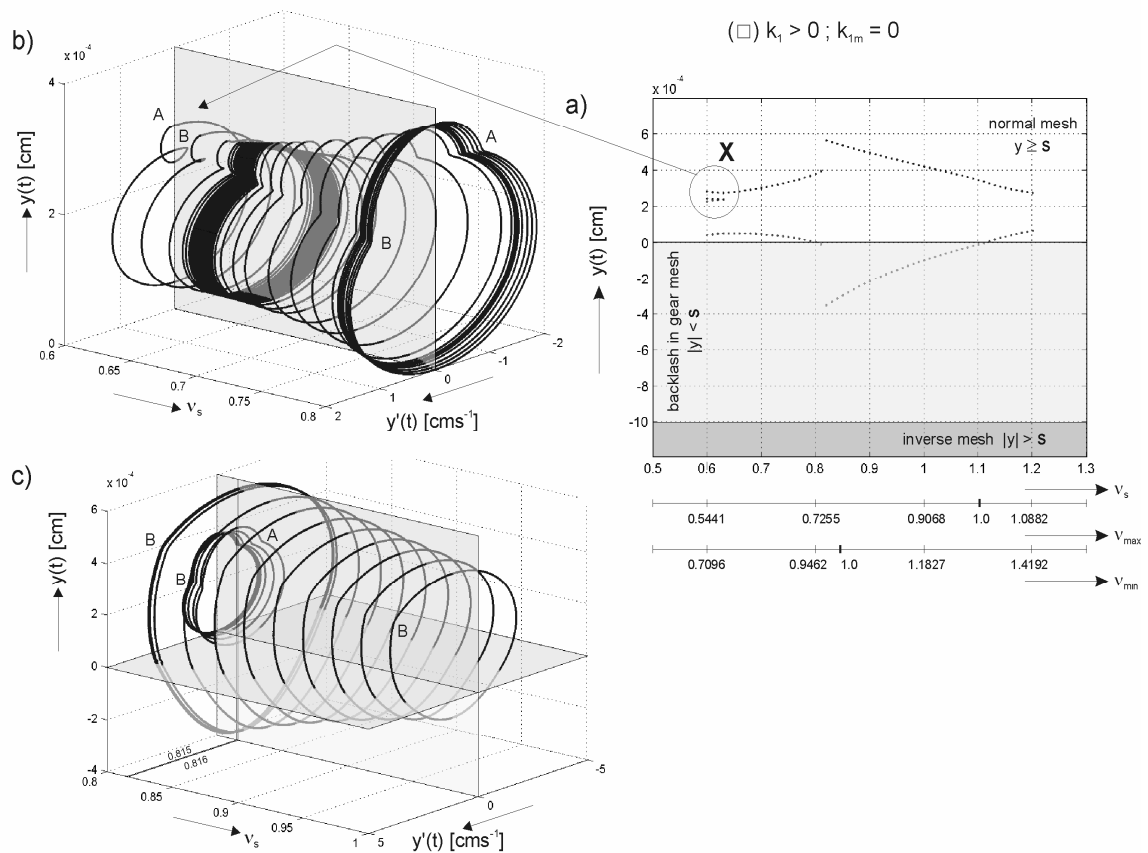 (□) k₁ > 0 ; k₁ₘ = 0
b)
x 10⁻⁴
4
2
0
y(t) [cm]
A
B
A
B
0.6
0.65
0.7
0.75
0.8
νₛ
2
1
0
-1
-2
y'(t) [cms⁻¹]
a)
x 10⁻⁴
6
4
2
0
-2
-4
-6
-8
-10
y(t) [cm]
X
normal mesh
y ≥ s
backlash in gear mesh
|y| < s
inverse mesh |y| > s
0.5 0.6 0.7 0.8 0.9 1 1.1 1.2 1.3
νₛ
0.5441 0.7255 0.9068 1.0 1.0882
νmax
0.7096 0.9462 1.0 1.1827 1.4192
νmin
c)
x 10⁻⁴
6
4
2
0
-2
-4
y(t) [cm]
B
A
B
B
0.815
0.816
0.8
0.85
0.9
0.95
1
νₛ
5
0
-5
y'(t) [cms⁻¹]